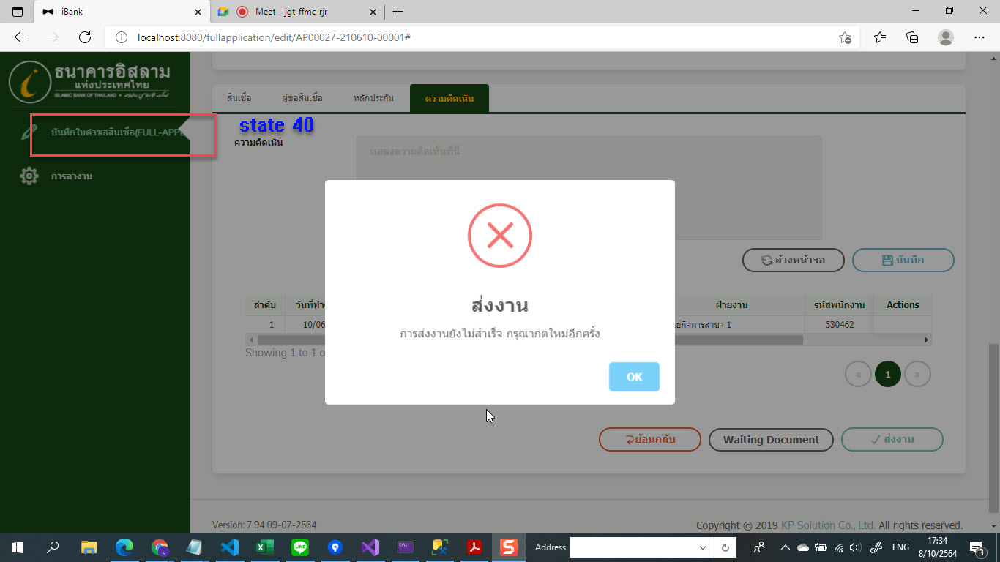 iBank
Meet – jgt-ffmc-rjr
localhost:8080/fullapplication/edit/AP00027-210610-00001#
ธนาคารอิสลาม
แห่งประเทศไทย
ISLAMIC BANK OF THAILAND
สินเชื่อ
ผู้ขอสินเชื่อ
หลักประกัน
ความคิดเห็น
state 40
บันทึกใบคำขอสินเชื่อ(FULL-APPL
ความคิดเห็น
แสดงความคิดเห็นที่นี่
การลางาน
ล้างหน้าจอ
บันทึก
ส่งงาน
การส่งงานยังไม่สำเร็จ กรุณากดใหม่อีกครั้ง
OK
ลำดับ
ฝ่ายงาน
รหัสพนักงาน
Actions
1
10/06
ยกิจการสาขา 1
530462
Showing 1 to 1 o
«
1
»
ย้อนกลับ
Waiting Document
ส่งงาน
Version: 7.94 09-07-2564
Copyright © 2019 KP Solution Co., Ltd. All rights reserved.
Address
ENG
17:34
8/10/2564
3